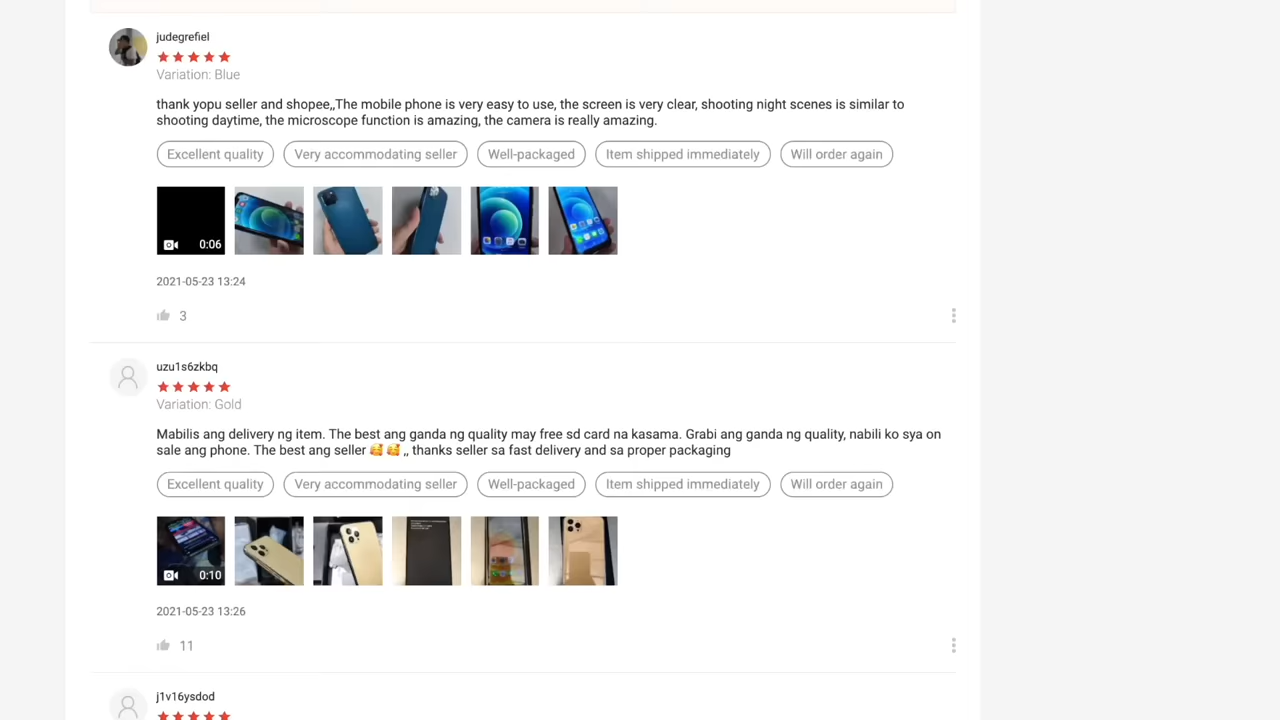 judegrefiel
Variation: Blue
thank yopu seller and shopee,,The mobile phone is very easy to use, the screen is very clear, shooting night scenes is similar to
shooting daytime, the microscope function is amazing, the camera is really amazing.
Excellent quality Very accommodating seller Well-packaged Item shipped immediately Will order again
0:06
2021-05-23 13:24
3
uzu1s6zkbq
Variation: Gold
Mabilis ang delivery ng item. The best ang ganda ng quality may free sd card na kasama. Grabi ang ganda ng quality, nabili ko sya on
sale ang phone. The best ang seller 🥰🥰 ,, thanks seller sa fast delivery and sa proper packaging
Excellent quality Very accommodating seller Well-packaged Item shipped immediately Will order again
0:10
2021-05-23 13:26
11
j1v16ysdod